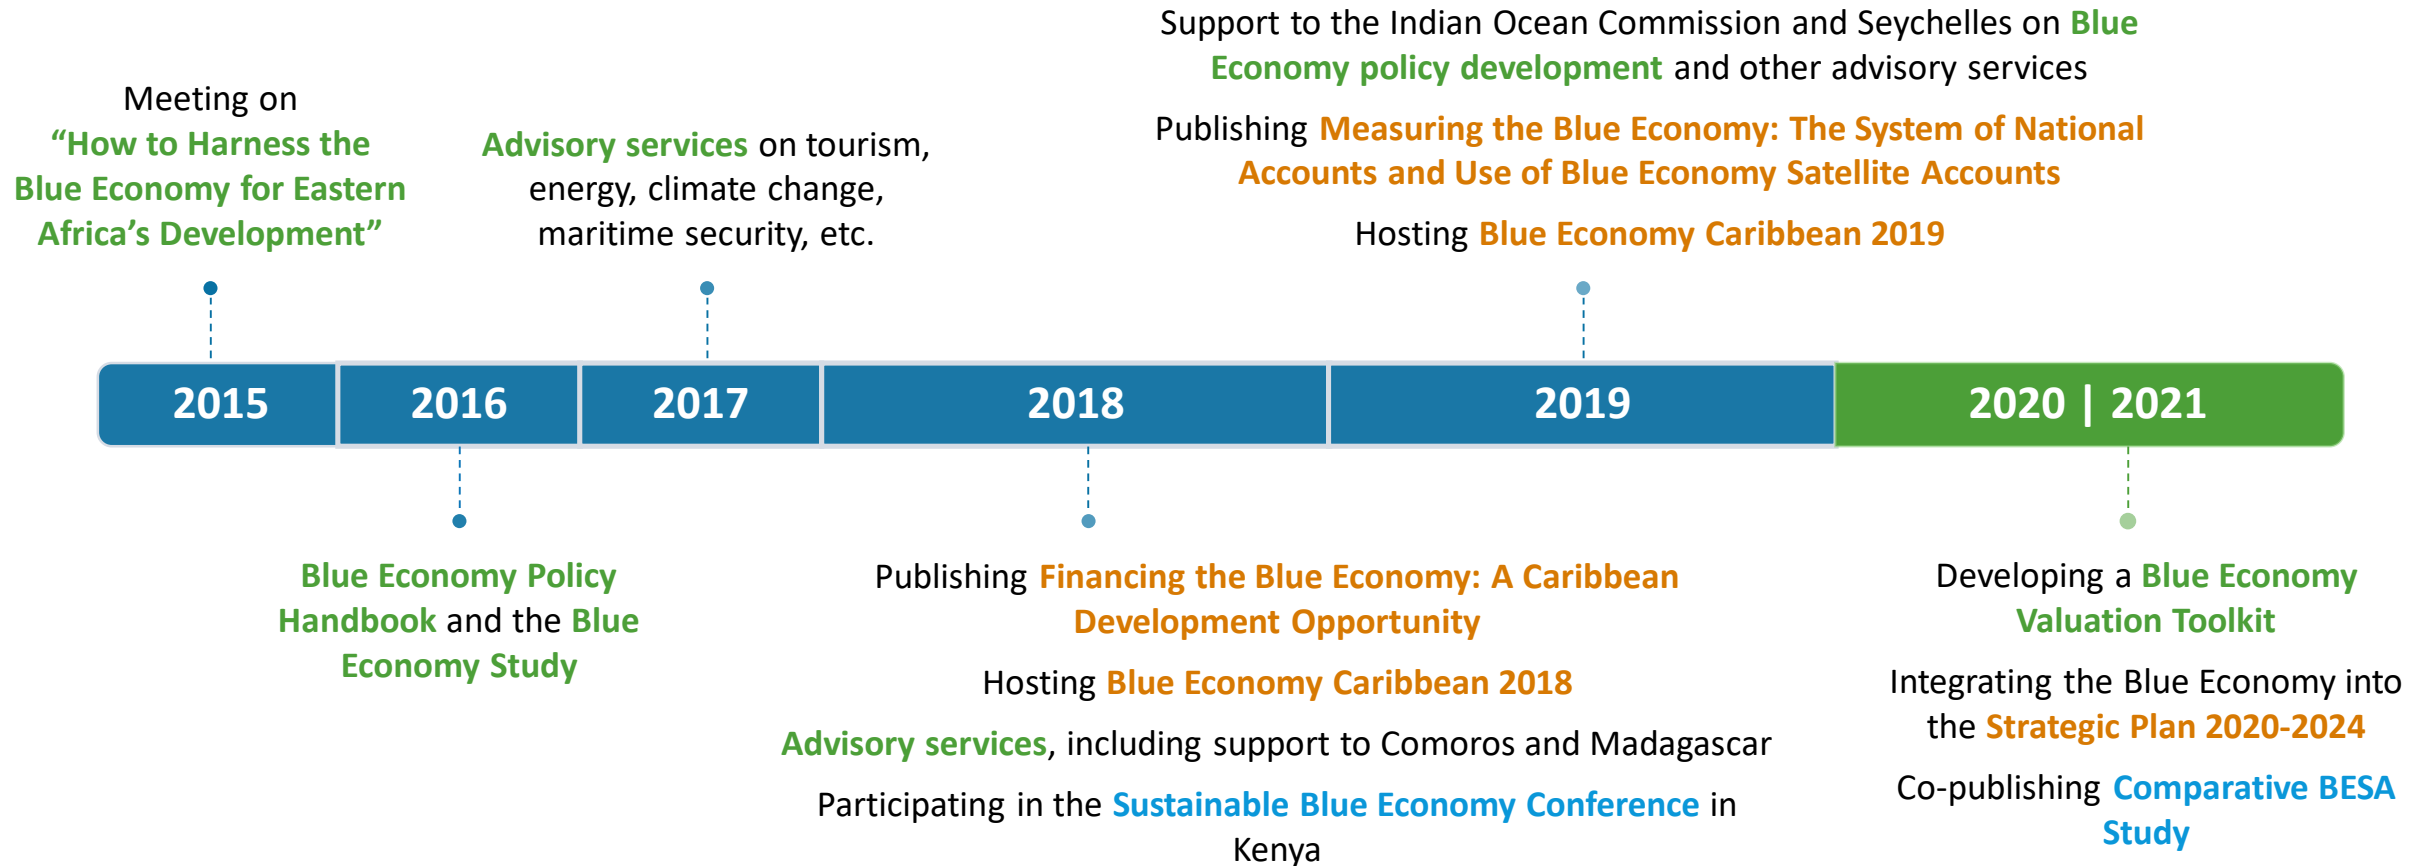 Meeting on
“How to Harness the
Blue Economy for Eastern
Africa’s Development”
Advisory services on tourism,
energy, climate change,
maritime security, etc.
Support to the Indian Ocean Commission and Seychelles on Blue
Economy policy development and other advisory services
Publishing Measuring the Blue Economy: The System of National
Accounts and Use of Blue Economy Satellite Accounts
Hosting Blue Economy Caribbean 2019
2015
2016
2017
2018
2019
2020 | 2021
Blue Economy Policy
Handbook and the Blue
Economy Study
Publishing Financing the Blue Economy: A Caribbean
Development Opportunity
Hosting Blue Economy Caribbean 2018
Advisory services, including support to Comoros and Madagascar
Participating in the Sustainable Blue Economy Conference in
Kenya
Developing a Blue Economy
Valuation Toolkit
Integrating the Blue Economy into
the Strategic Plan 2020-2024
Co-publishing Comparative BESA
Study